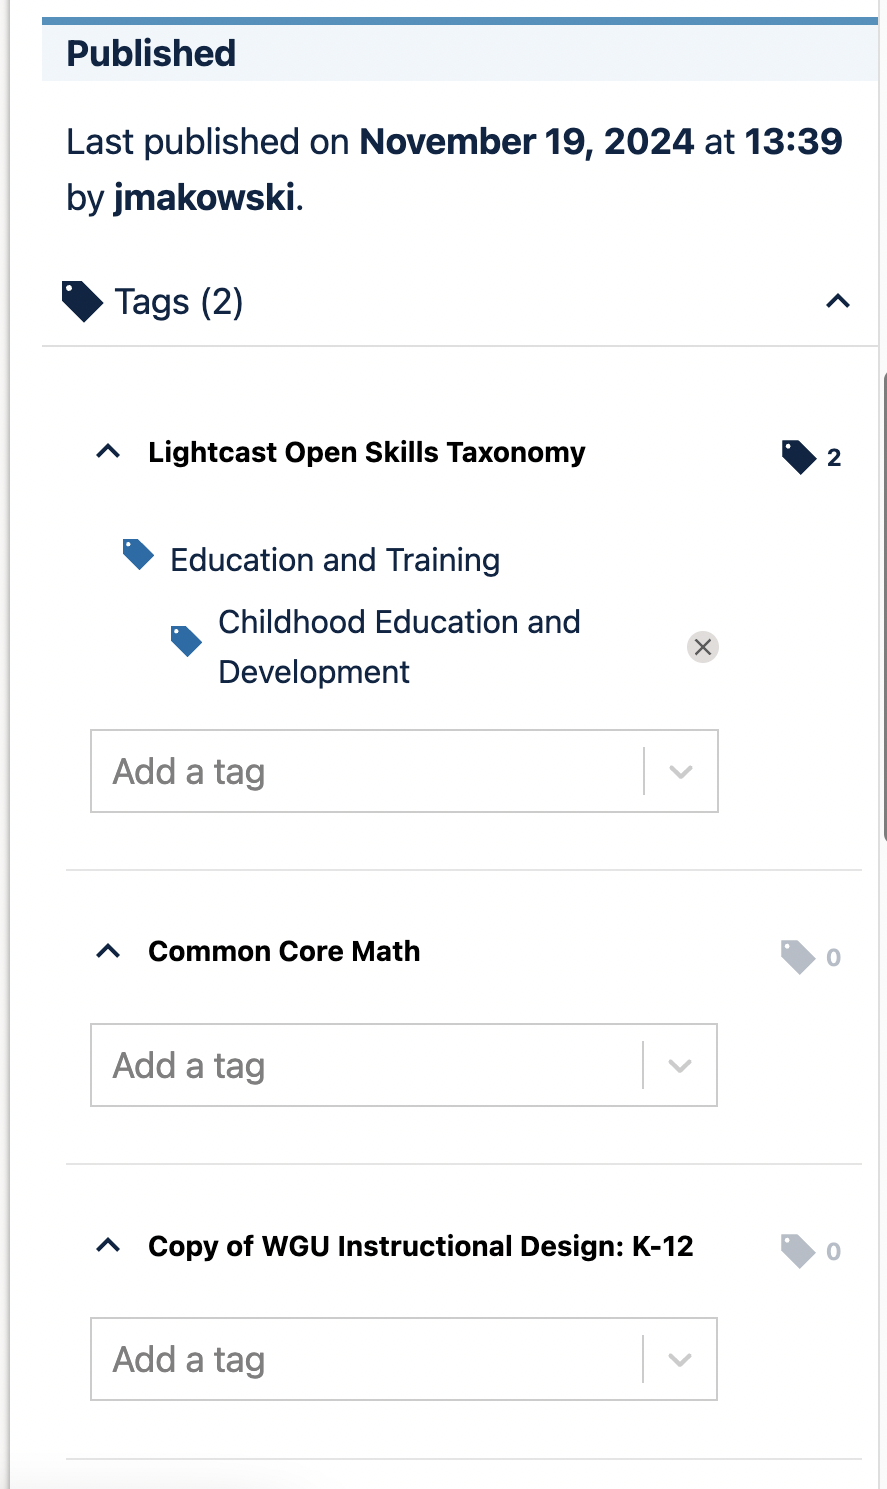 Published
Last published on November 19, 2024 at 13:39
by jmakowski.
Tags (2)
Lightcast Open Skills Taxonomy 2
Education and Training
Childhood Education and
Development
Add a tag
Common Core Math 0
Add a tag
Copy of WGU Instructional Design: K-12 0
Add a tag